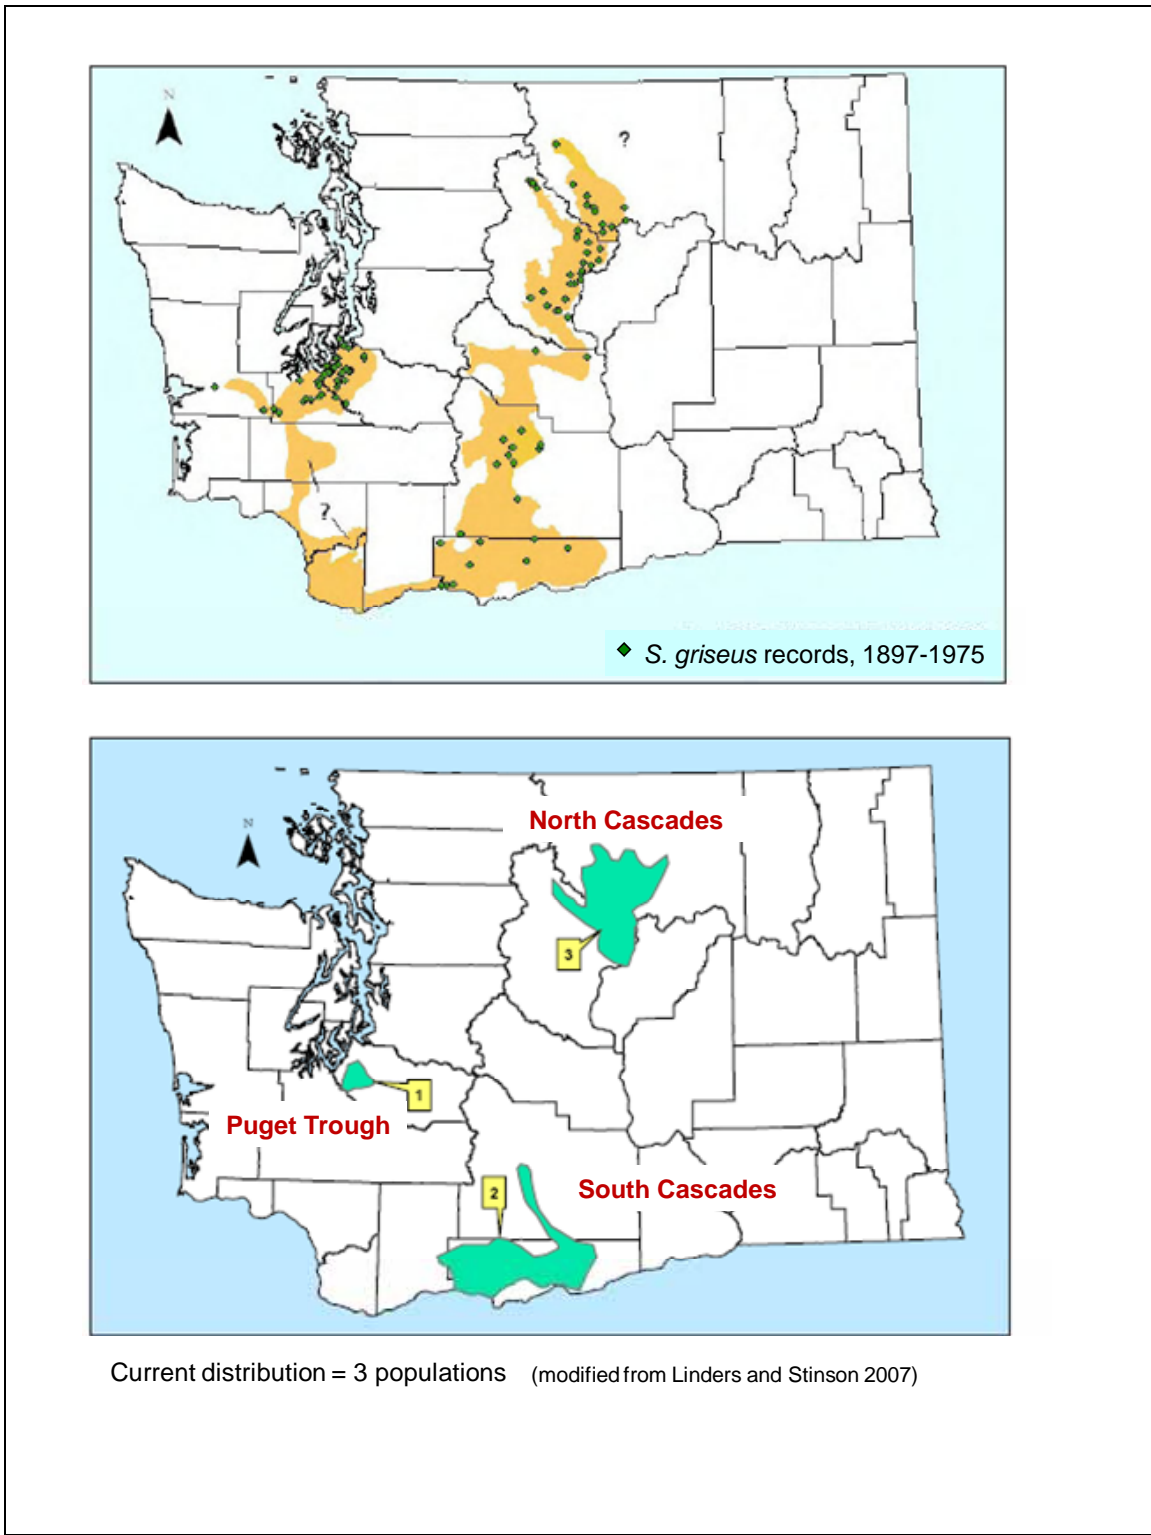 N
?
?
S. griseus records, 1897-1975
N
North Cascades
3
1
Puget Trough
2
South Cascades
Current distribution = 3 populations (modified from Linders and Stinson 2007)